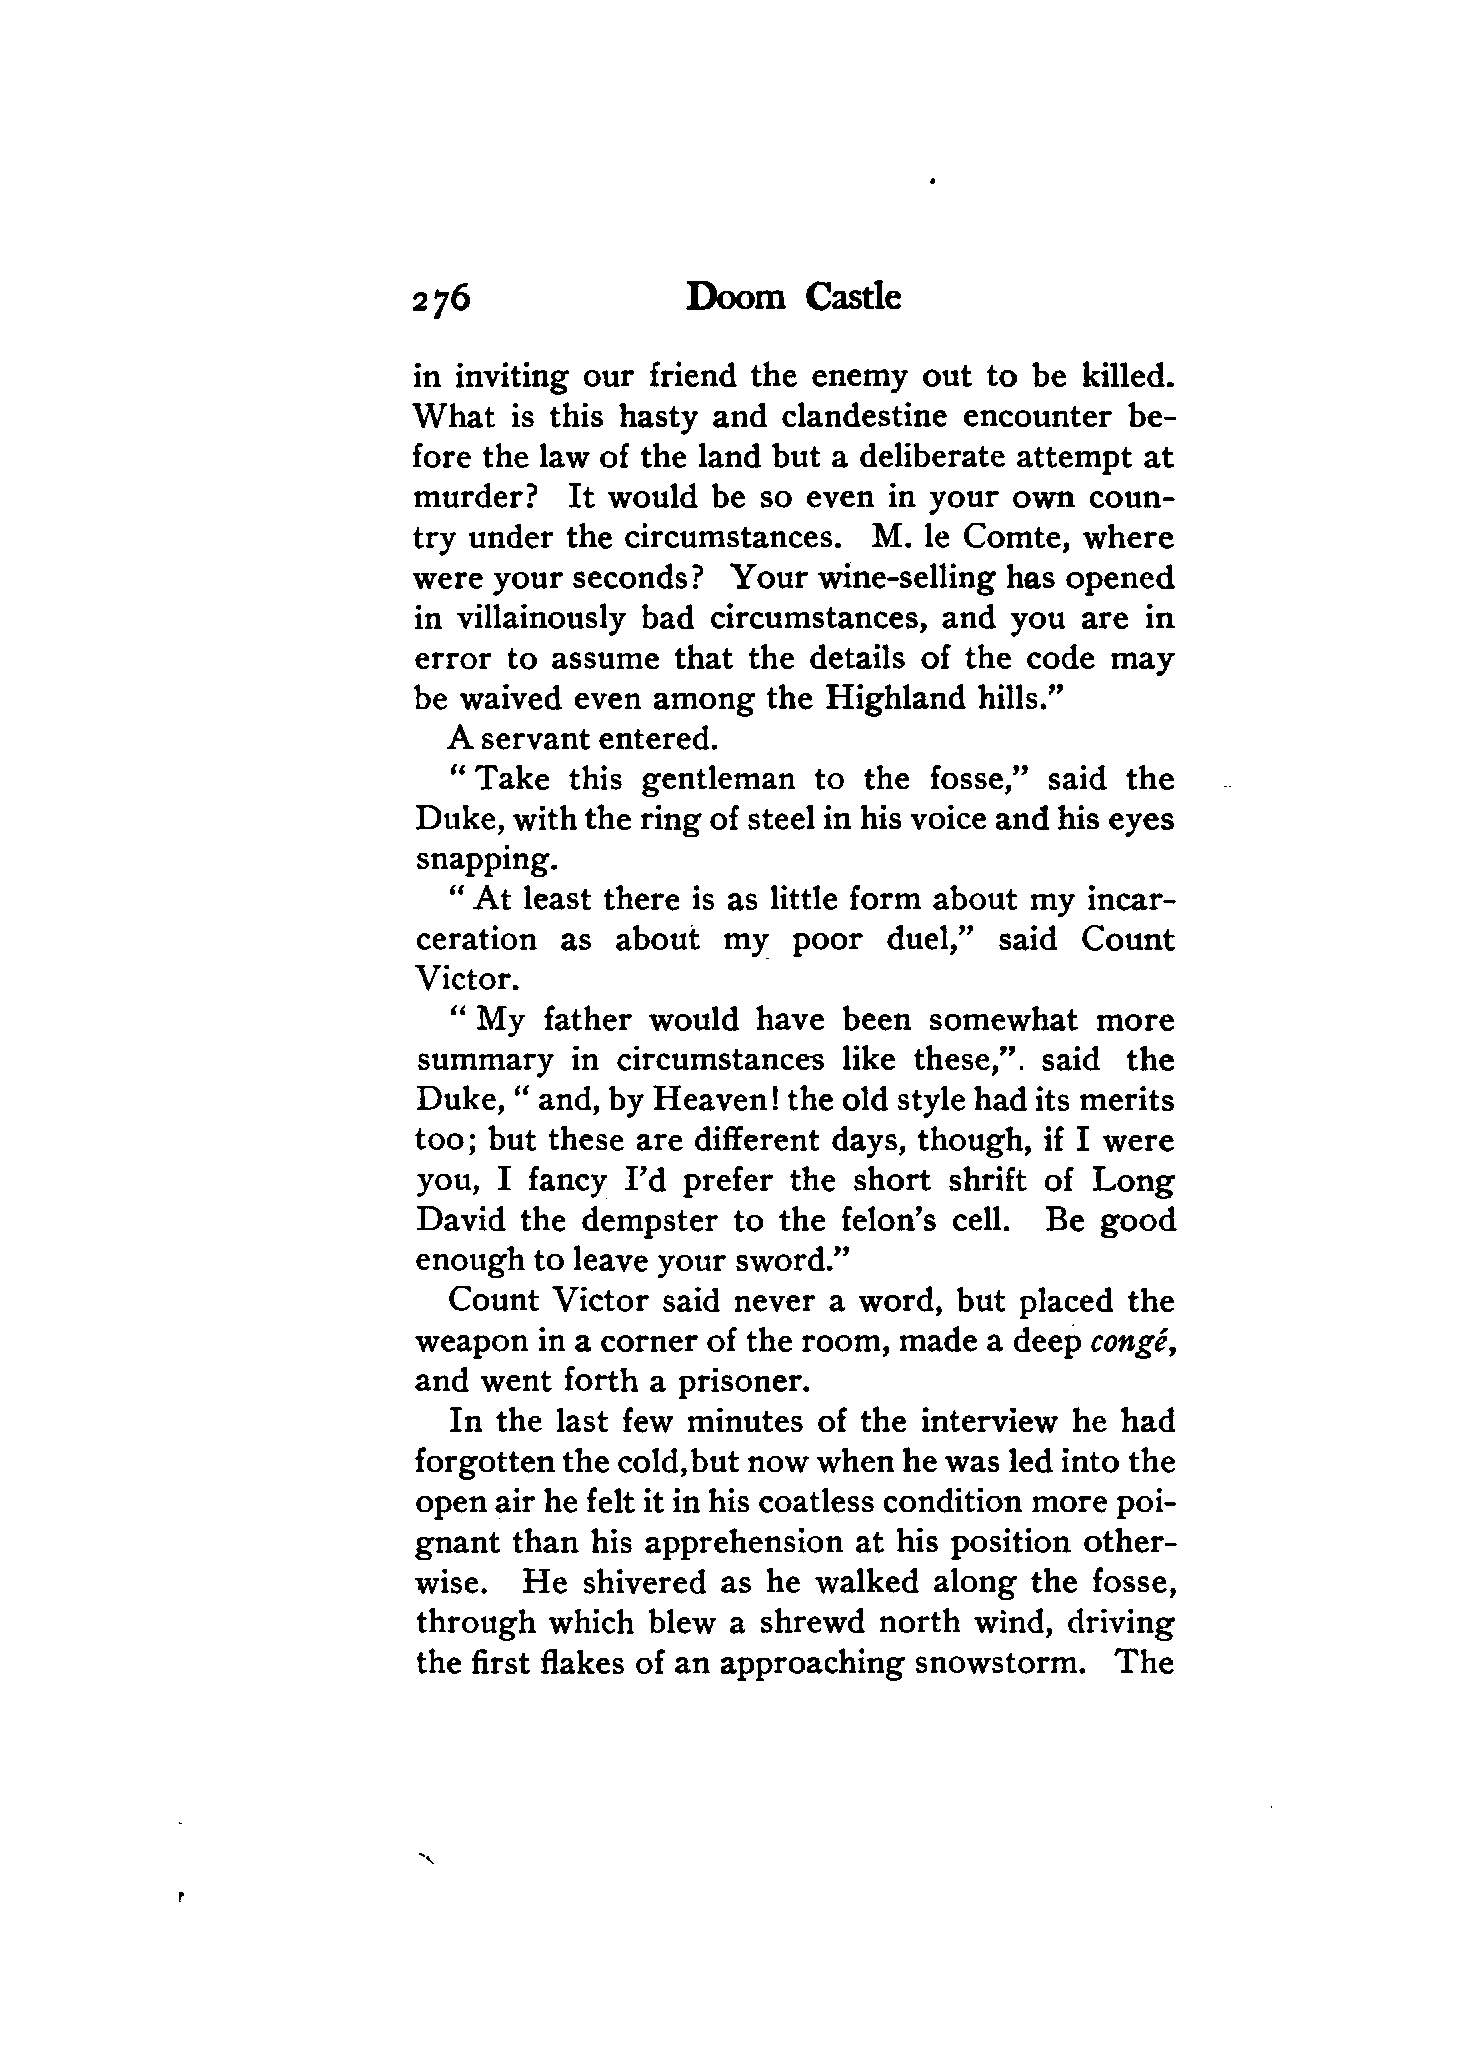 276 Doom Castle
in inviting our friend the enemy out to be killed.
What is this hasty and clandestine encounter be-
fore the law of the land but a deliberate attempt at
murder? It would be so even in your own coun-
try under the circumstances. M. le Comte, where
were your seconds? Your wine-selling has opened
in villainously bad circumstances, and you are in
error to assume that the details of the code may
be waived even among the Highland hills.”
A servant entered.
“ Take this gentleman to the fosse,” said the
Duke, with the ring of steel in his voice and his eyes
snapping.
“ At least there is as little form about my incar-
ceration as about my poor duel,” said Count
Victor.
“ My father would have been somewhat more
summary in circumstances like these,”. said the
Duke, “ and, by Heaven! the old style had its merits
too; but these are different days, though, if I were
you, I fancy I’d prefer the short shrift of Long
David the dempster to the felon’s cell. Be good
enough to leave your sword.”
Count Victor said never a word, but placed the
weapon in a corner of the room, made a deep congé,
and went forth a prisoner.
In the last few minutes of the interview he had
forgotten the cold,but now when he was led into the
open air he felt it in his coatless condition more poi-
gnant than his apprehension at his position other-
wise. He shivered as he walked along the fosse,
through which blew a shrewd north wind, driving
the first flakes of an approaching snowstorm. The